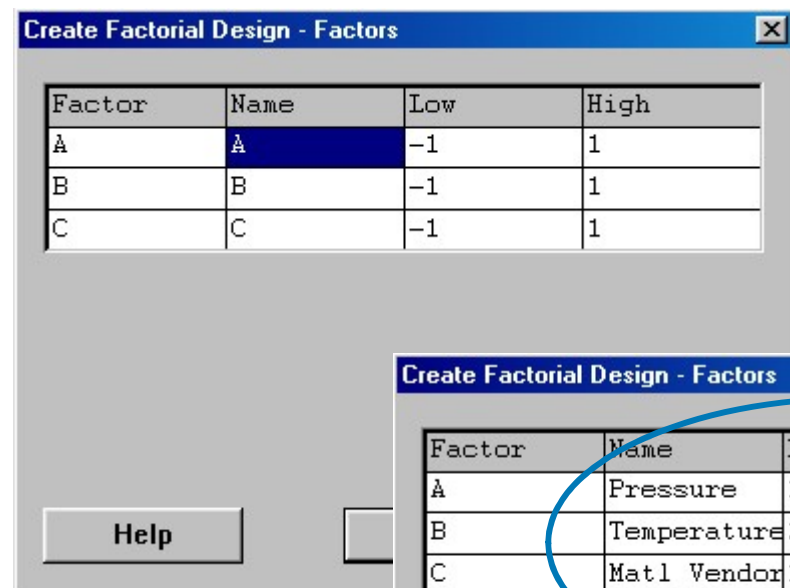 Create Factorial Design - Factors
Factor Name Low High
A A -1 1
B B -1 1
C C -1 1
Create Factorial Design - Factors
Factor Name
A Pressure
B Temperature
C Matl Vendor
Help